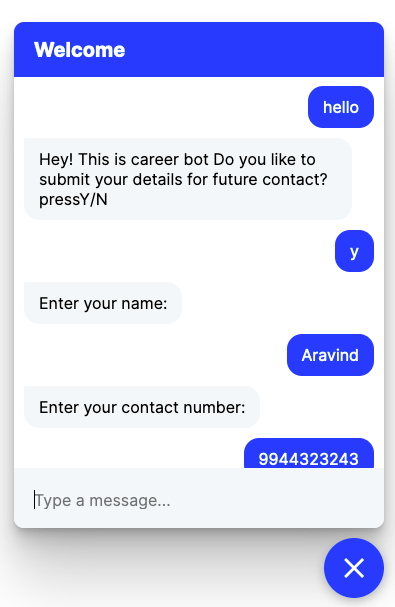 Welcome
hello
Hey! This is career bot Do you like to
submit your details for future contact?
pressY/N
y
Enter your name:
Aravind
Enter your contact number:
9944323243
Type a message...